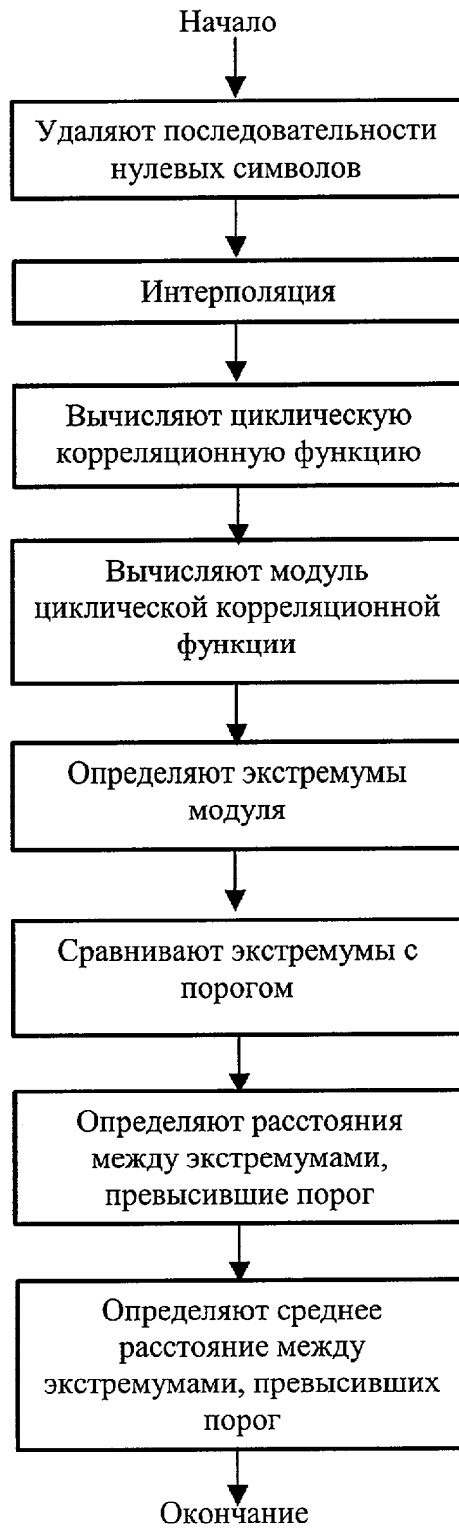 Начало
Удаляют последовательности
нулевых символов
Интерполяция
Вычисляют циклическую
корреляционную функцию
Вычисляют модуль
циклической корреляционной
функции
Определяют экстремумы
модуля
Сравнивают экстремумы с
порогом
Определяют расстояния
между экстремумами,
превысившие порог
Определяют среднее
расстояние между
экстремумами, превысивших
порог
Окончание